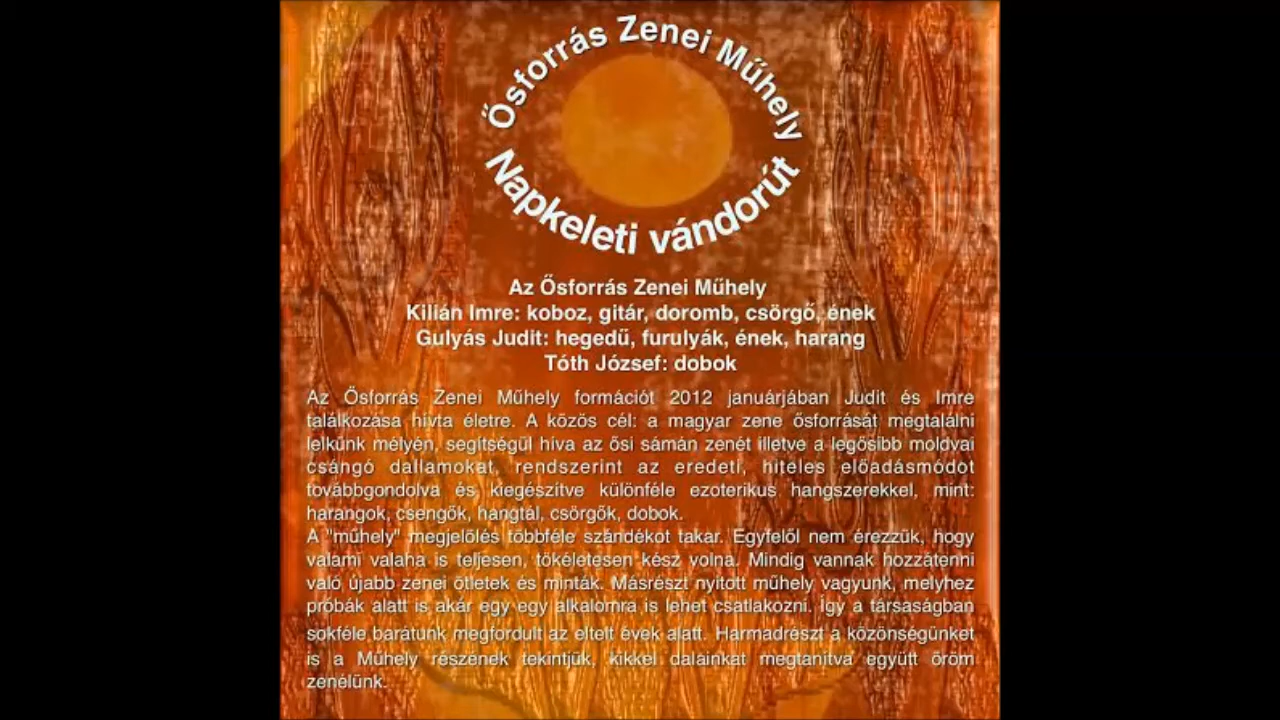 Ősforrás Zenei Műhely
Napkeleti vándorút
Az Ősforrás Zenei Műhely
Kilián Imre: koboz, gitár, doromb, csörgő, ének
Gulyás Judit: hegedű, furulyák, ének, harang
Tóth József: dobok
Az Ősforrás Zenei Műhely formációt 2012 januárjában Judit és Imre
találkozása hívta életre. A közös cél: a magyar zene ősforrását megtalálni
lelkünk mélyén, segítségül híva az ősi sámán zenét illetve a legősibb moldvai
csángó dallamokat, rendszerint az eredeti, hiteles előadásmódot
továbbgondolva és kiegészítve különféle ezoterikus hangszerekkel, mint:
harangok, csengők, hangtál, csörgők, dobok.
A "műhely" megjelölés többféle szándékot takar. Egyfelől nem érezzük, hogy
valami valaha is teljesen, tökéletesen kész volna. Mindig vannak hozzátenni
való újabb zenei ötletek és minták. Másrészt nyitott műhely vagyunk, melyhez
próbák alatt is akár egy egy alkalomra is lehet csatlakozni. Így a társaságban
sokféle barátunk megfordult az eltelt évek alatt. Harmadrészt a közönségünket
is a Műhely részének tekintjük, kikkel dalainkat megtanítva együtt öröm
zenélünk.